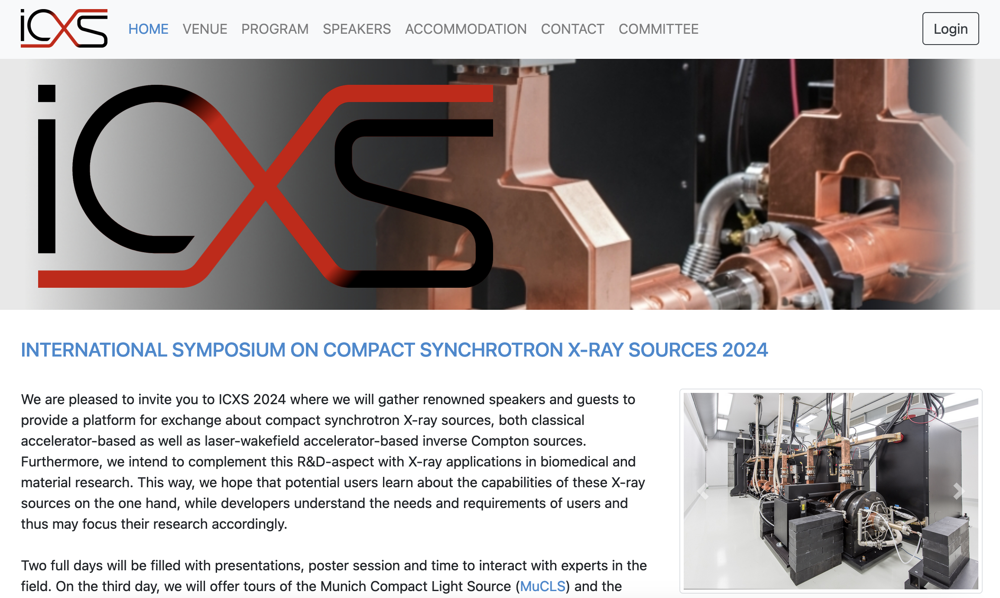 iCXS
HOME VENUE PROGRAM SPEAKERS ACCOMMODATION CONTACT COMMITTEE Login
iCXS
INTERNATIONAL SYMPOSIUM ON COMPACT SYNCHROTRON X-RAY SOURCES 2024
We are pleased to invite you to ICXS 2024 where we will gather renowned speakers and guests to
provide a platform for exchange about compact synchrotron X-ray sources, both classical
accelerator-based as well as laser-wakefield accelerator-based inverse Compton sources.
Furthermore, we intend to complement this R&D-aspect with X-ray applications in biomedical and
material research. This way, we hope that potential users learn about the capabilities of these X-ray
sources on the one hand, while developers understand the needs and requirements of users and
thus may focus their research accordingly.
Two full days will be filled with presentations, poster session and time to interact with experts in the
field. On the third day, we will offer tours of the Munich Compact Light Source (MuCLS) and the